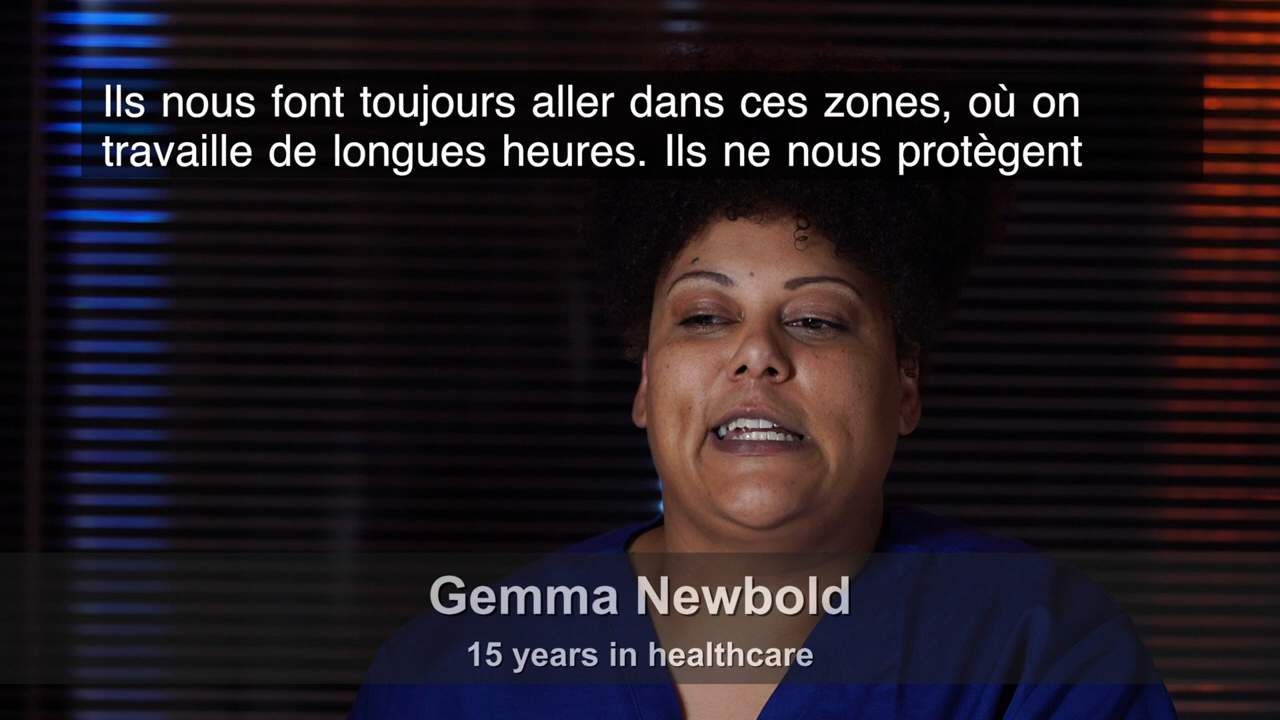 Ils nous font toujours aller dans ces zones, où on
travaille de longues heures. Ils ne nous protègent
Gemma Newbold
15 years in healthcare